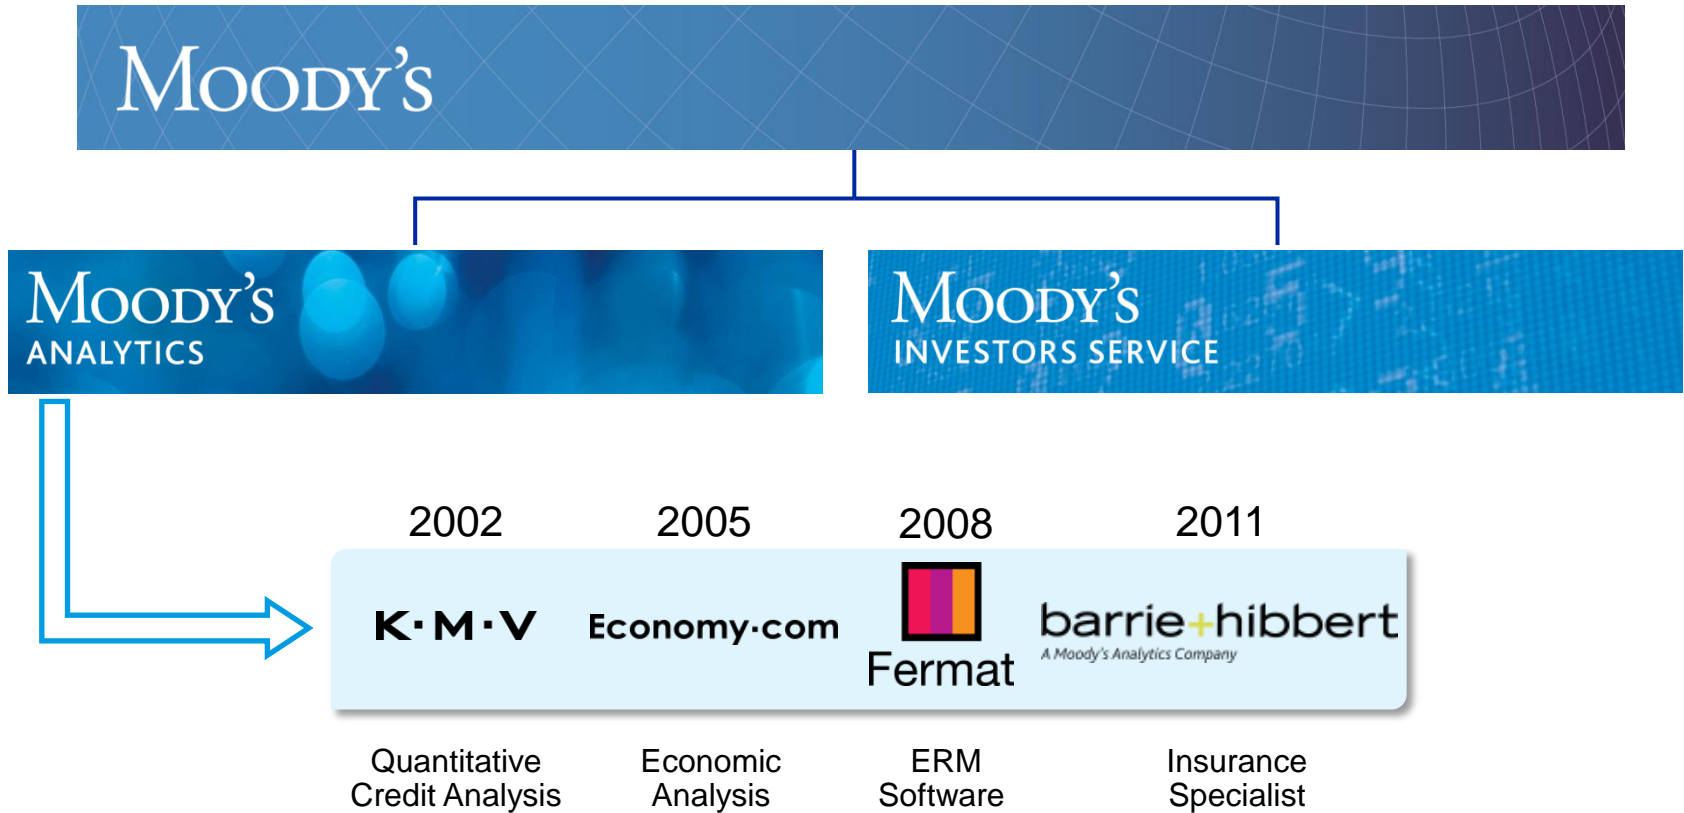 MOODY'S
MOODY'S
ANALYTICS
MOODY'S
INVESTORS SERVICE
2002
2005
2008
2011
K·M·V
Economy·com
Fermat
barrie+hibbert
A Moody's Analytics Company
Quantitative
Credit Analysis
Economic
Analysis
ERM
Software
Insurance
Specialist